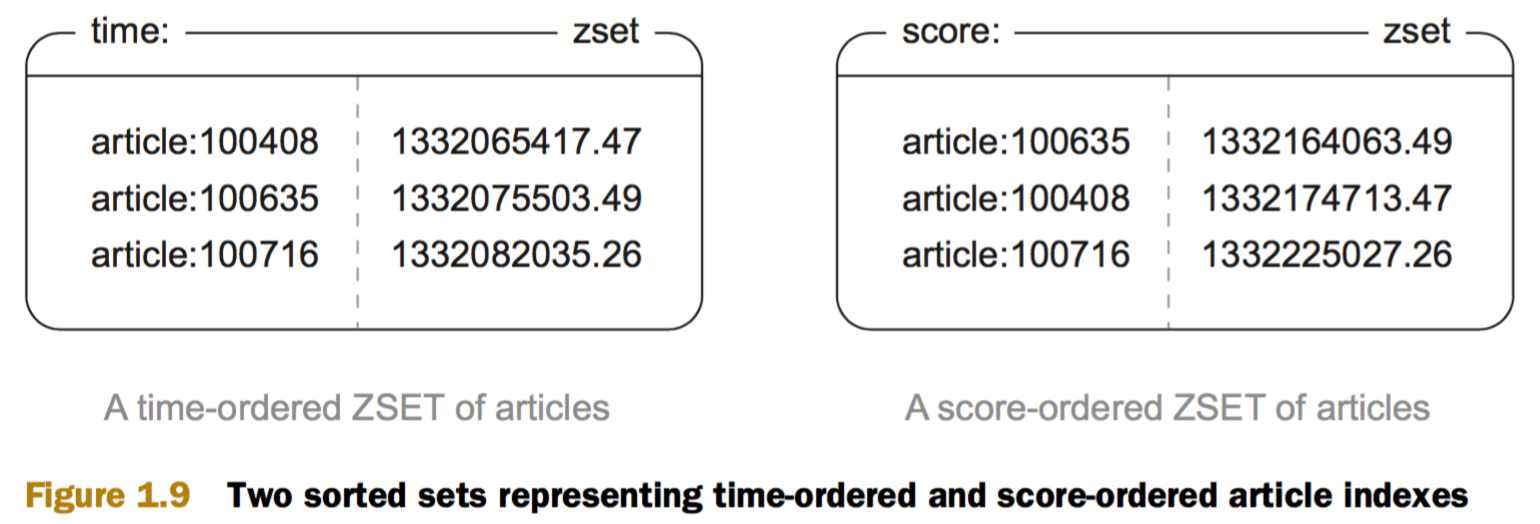 time: zset
article:100408 1332065417.47
article:100635 1332075503.49
article:100716 1332082035.26
A time-ordered ZSET of articles
score: zset
article:100635 1332164063.49
article:100408 1332174713.47
article:100716 1332225027.26
A score-ordered ZSET of articles
Figure 1.9 Two sorted sets representing time-ordered and score-ordered article indexes